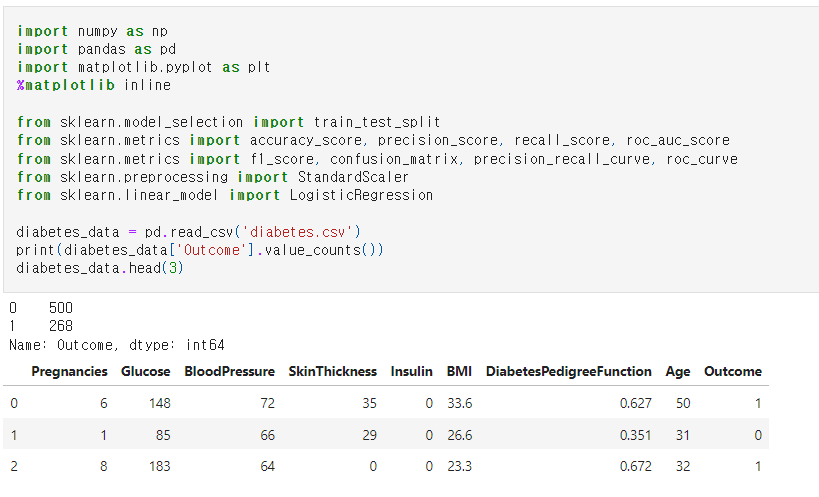 import numpy as np
import pandas as pd
import matplotlib.pyplot as plt
%matplotlib inline
from sklearn.model_selection import train_test_split
from sklearn.metrics import accuracy_score, precision_score, recall_score, roc_auc_score
from sklearn.metrics import f1_score, confusion_matrix, precision_recall_curve, roc_curve
from sklearn.preprocessing import StandardScaler
from sklearn.linear_model import LogisticRegression
diabetes_data = pd.read_csv('diabetes.csv')
print(diabetes_data['Outcome'].value_counts())
diabetes_data.head(3)
0 500
1 268
Name: Outcome, dtype: int64
Pregnancies Glucose BloodPressure SkinThickness Insulin BMI DiabetesPedigreeFunction Age Outcome
0 6 148 72 35 0 33.6 0.627 50 1
1 1 85 66 29 0 26.6 0.351 31 0
2 8 183 64 0 0 23.3 0.672 32 1